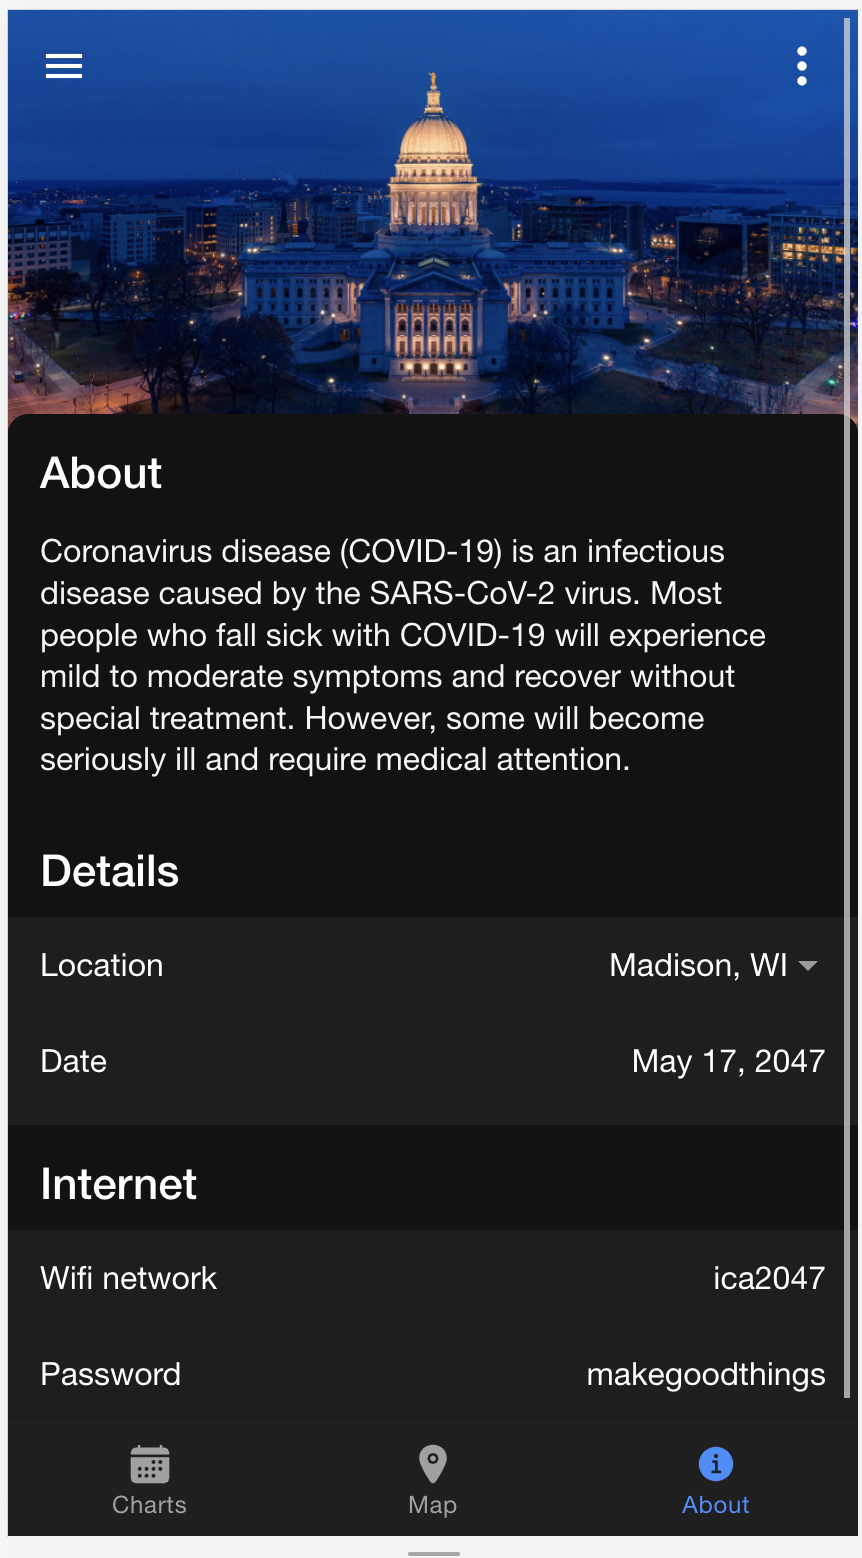 About
Coronavirus disease (COVID-19) is an infectious
disease caused by the SARS-CoV-2 virus. Most
people who fall sick with COVID-19 will experience
mild to moderate symptoms and recover without
special treatment. However, some will become
seriously ill and require medical attention.
Details
Location Madison, WI
Date May 17, 2047
Internet
Wifi network ica2047
Password makegoodthings
Charts Map About